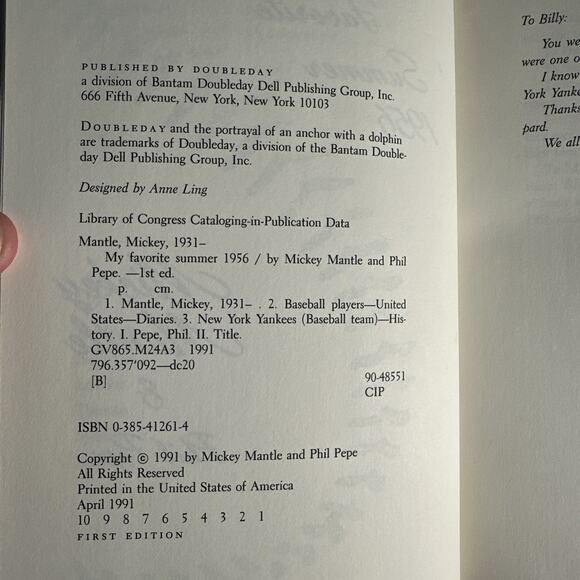 PUBLISHED BY DOUBLEDAY
a division of Bantam Doubleday Dell Publishing Group, Inc.
666 Fifth Avenue, New York, New York 10103
DOUBLEDAY and the portrayal of an anchor with a dolphin
are trademarks of Doubleday, a division of the Bantam Double-
day Dell Publishing Group, Inc.
Designed by Anne Ling
Library of Congress Cataloging-in-Publication Data
Mantle, Mickey, 1931–
My favorite summer 1956 / by Mickey Mantle and Phil
Pepe. —1st ed.
p. cm.
1. Mantle, Mickey, 1931– . 2. Baseball players—United
States—Diaries. 3. New York Yankees (Baseball team)—His-
tory. I. Pepe, Phil. II. Title.
GV865.M24A3 1991
796.357'092—dc20
[B] 90-48551
CIP
ISBN 0-385-41261-4
Copyright © 1991 by Mickey Mantle and Phil Pepe
All Rights Reserved
Printed in the United States of America
April 1991
10 9 8 7 6 5 4 3 2 1
FIRST EDITION
To Billy:
You we
were one o
I know
York Yanke
Thanks
pard.
We all